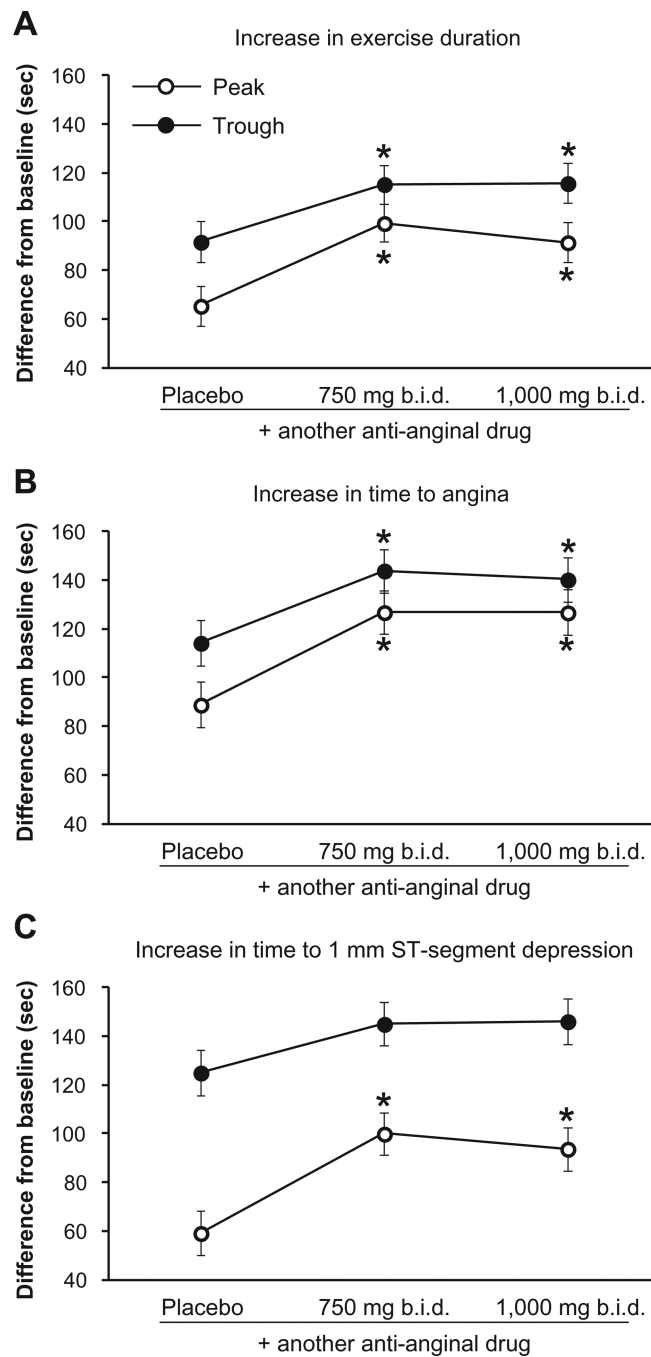 A
Increase in exercise duration
Difference from baseline (sec)
160
140
120
100
80
60
40
Peak
Trough
*
*
*
*
Placebo 750 mg b.i.d. 1,000 mg b.i.d.
+ another anti-anginal drug
B
Increase in time to angina
Difference from baseline (sec)
160
140
120
100
80
60
40
*
*
*
*
Placebo 750 mg b.i.d. 1,000 mg b.i.d.
+ another anti-anginal drug
C
Increase in time to 1 mm ST-segment depression
Difference from baseline (sec)
160
140
120
100
80
60
40
*
*
Placebo 750 mg b.i.d. 1,000 mg b.i.d.
+ another anti-anginal drug